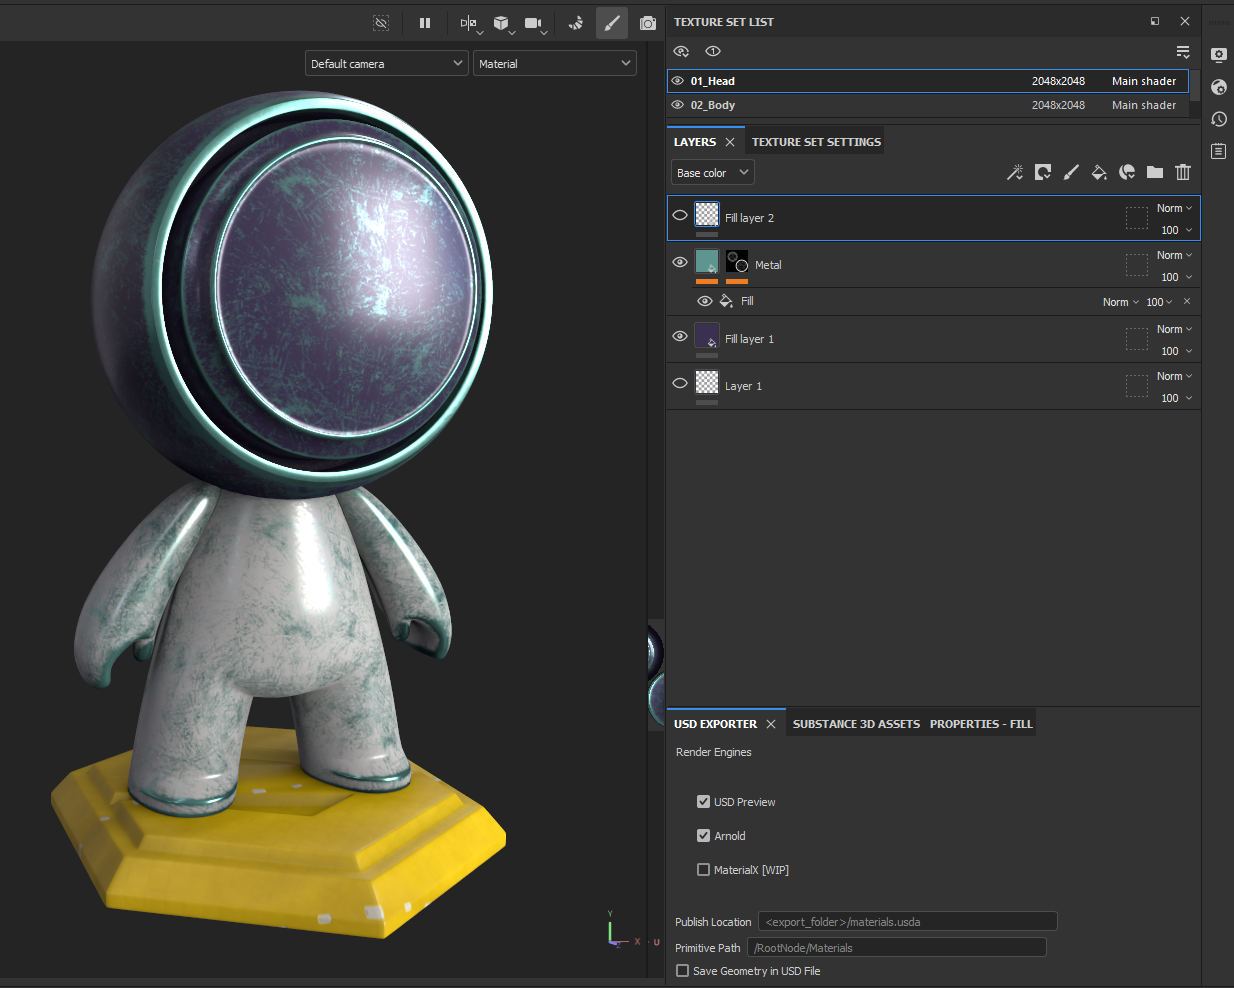 TEXTURE SET LIST
Default camera
Material
01_Head 2048x2048 Main shader
02_Body 2048x2048 Main shader
LAYERS TEXTURE SET SETTINGS
Base color
Fill layer 2 Norm
100
Metal Norm
100
Fill Norm 100
Fill layer 1 Norm
100
Layer 1 Norm
100
USD EXPORTER SUBSTANCE 3D ASSETS PROPERTIES - FILL
Render Engines
USD Preview
Arnold
MaterialX [WIP]
Publish Location <export_folder>/materials.usda
Primitive Path /RootNode/Materials
Save Geometry in USD File
Y
Z X U